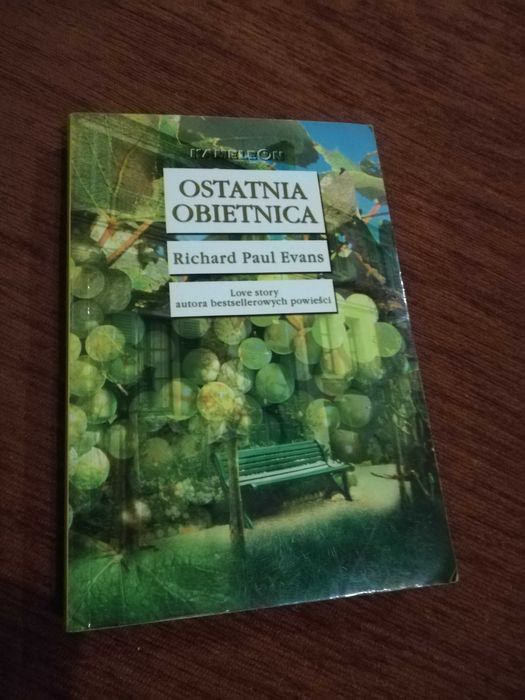 KAMELEON
OSTATNIA
OBIETNICA
Richard Paul Evans
Love story
autora bestsellerowych powieści